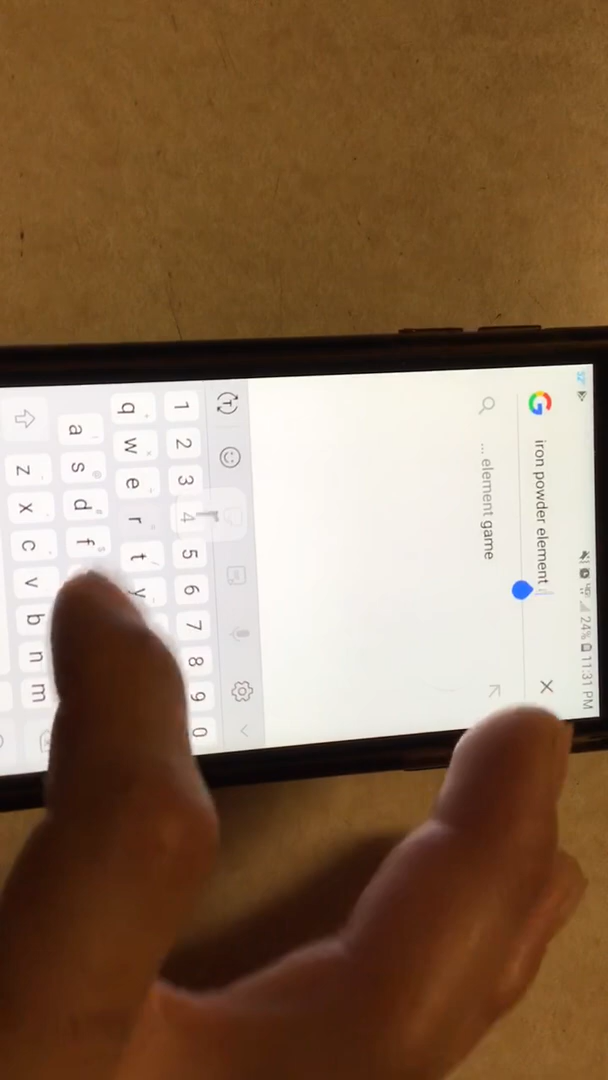 24% 11:31 PM
iron powder element.
... element game
1 2 3 4 5 6 7 8 9 0
q w e r t y
a s d f
z x c v b n m